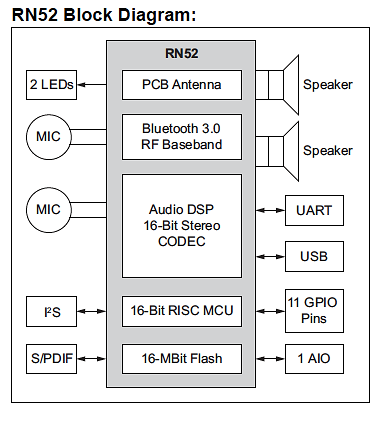 RN52 Block Diagram:
RN52
2 LEDs
PCB Antenna
Speaker
MIC
Bluetooth 3.0
RF Baseband
Speaker
MIC
Audio DSP
16-Bit Stereo
CODEC
UART
USB
I²S
16-Bit RISC MCU
11 GPIO
Pins
S/PDIF
16-MBit Flash
1 AIO